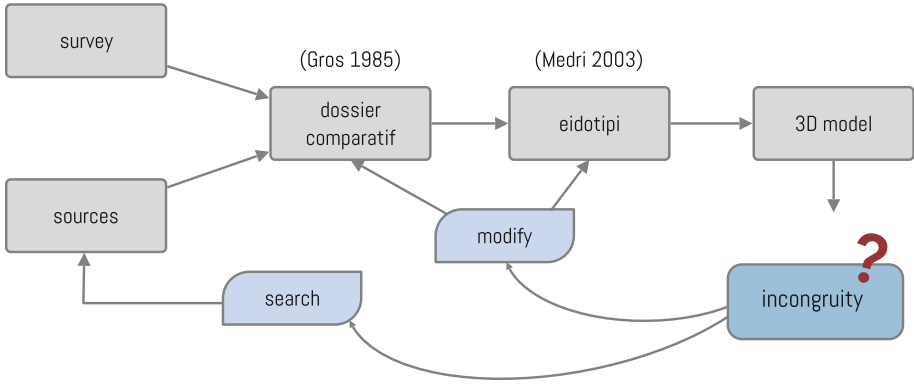 survey
(Gros 1985)
(Medri 2003)
dossier
comparatif
eidotipi
3D model
sources
modify
search
?
incongruity